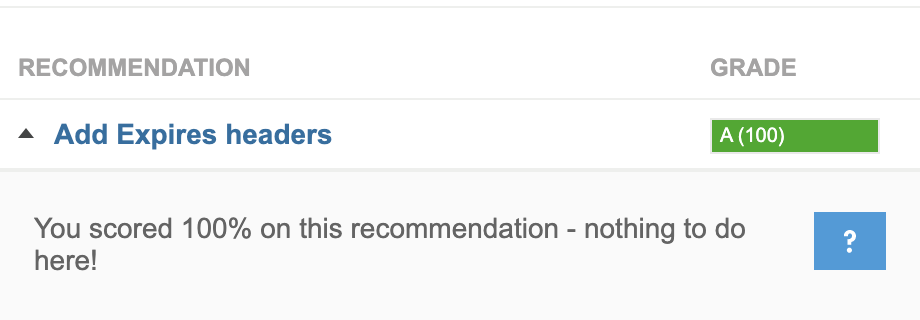 RECOMMENDATION GRADE
Add Expires headers A (100)
You scored 100% on this recommendation - nothing to do
here!
?